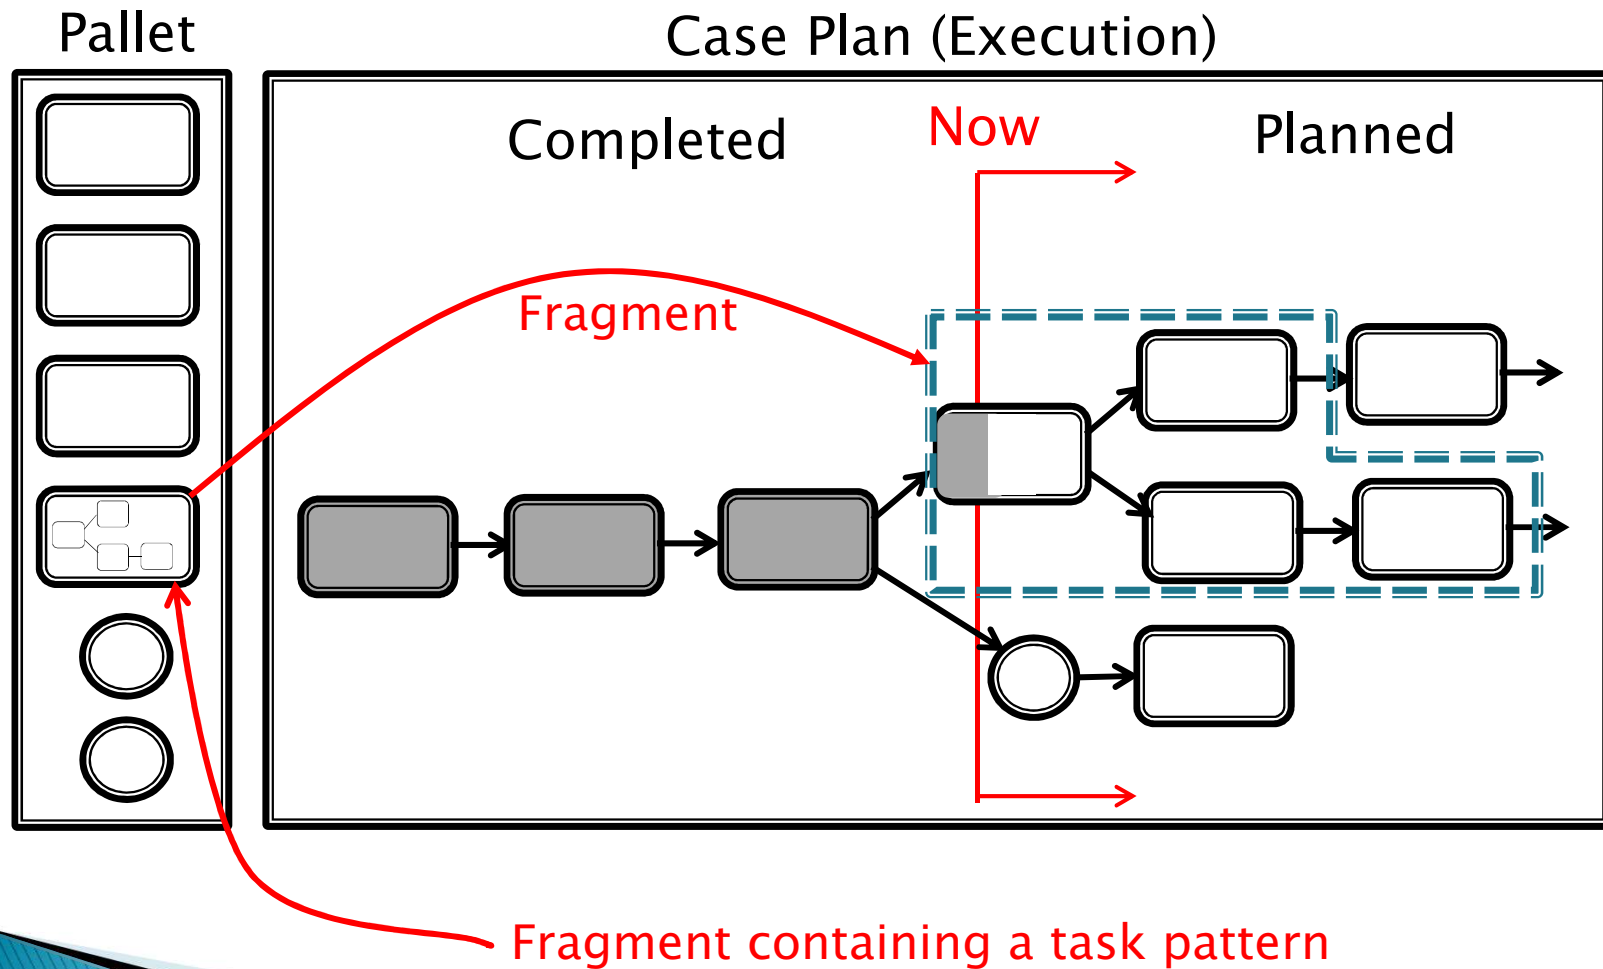 Pallet
Case Plan (Execution)
Completed
Now
Planned
Fragment
Fragment containing a task pattern